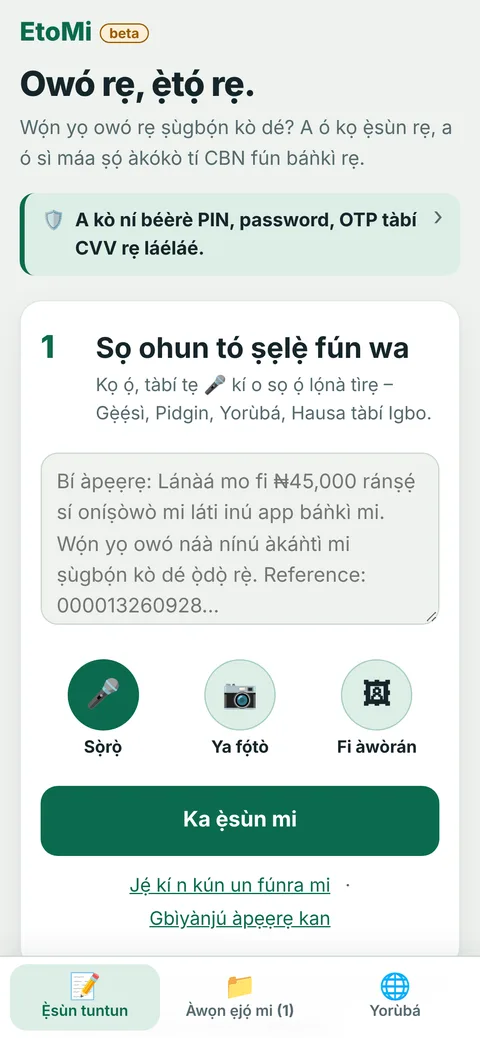 EtoMi beta
Owó rẹ, ẹ̀tọ́ rẹ.
Wọ́n yọ owó rẹ ṣùgbọ́n kò dé? A ó kọ ẹ̀sùn rẹ, a
ó sì máa ṣọ́ àkókò tí CBN fún báǹkì rẹ.
A kò ní béèrè PIN, password, OTP tàbí
CVV rẹ láéláé.
1 Sọ ohun tó ṣẹlẹ̀ fún wa
Kọ ọ́, tàbí tẹ 🎤 kí o sọ ọ́ lọ́nà tìrẹ –
Gẹ̀ẹ́sì, Pidgin, Yorùbá, Hausa tàbí Igbo.
Bí àpẹẹrẹ: Lánàá mo fi ₦45,000 ránṣẹ́
sí oníṣòwò mi láti inú app báǹkì mi.
Wọ́n yọ owó náà nínú àkáǹtì mi
ṣùgbọ́n kò dé ọ̀dọ̀ rẹ̀. Reference:
000013260928...
Sọ̀rọ̀
Ya fọ́tò
Fi àwòrán
Ka ẹ̀sùn mi
Jẹ́ kí n kún un fúnra mi ·
Gbìyànjú àpẹẹrẹ kan
Ẹ̀sùn tuntun
Àwọn ẹjọ́ mi (1)
Yorùbá